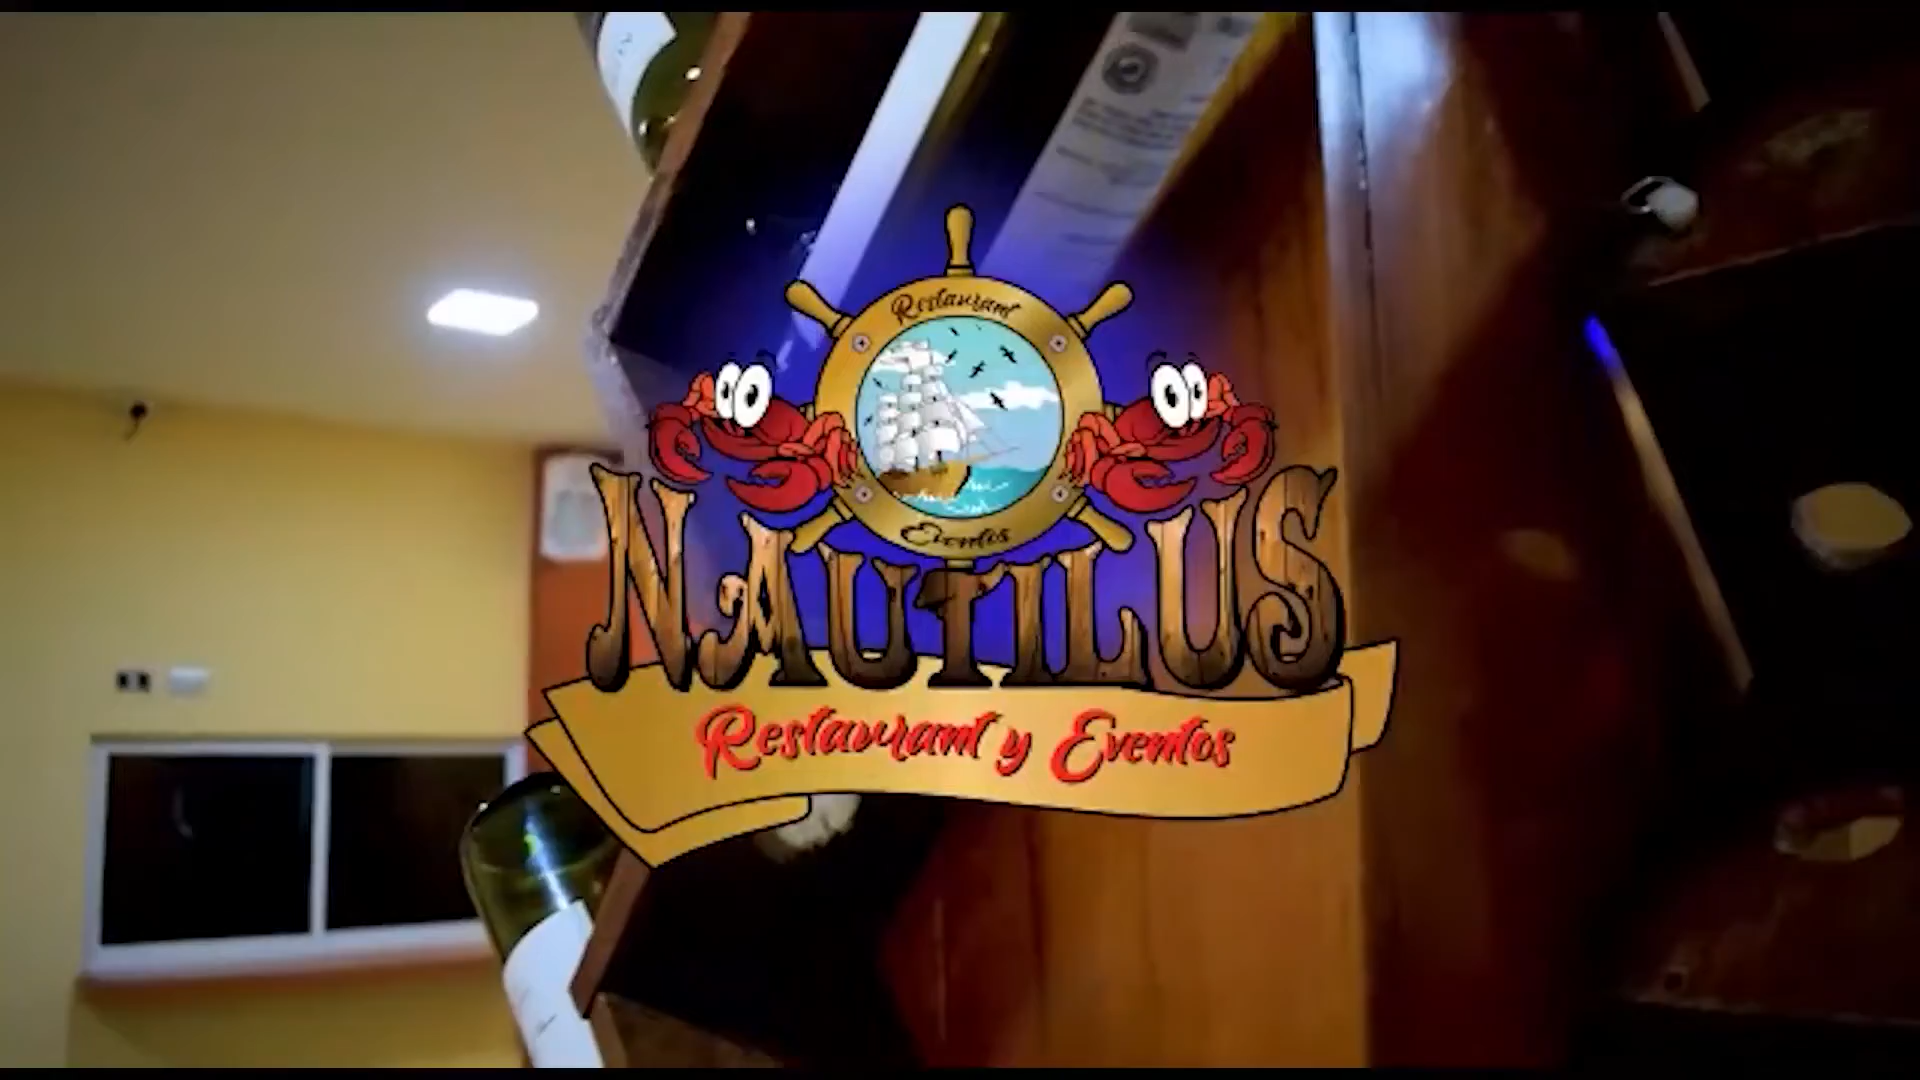 Restaurant
Eventos
NAUTILUS
Restaurant y Eventos